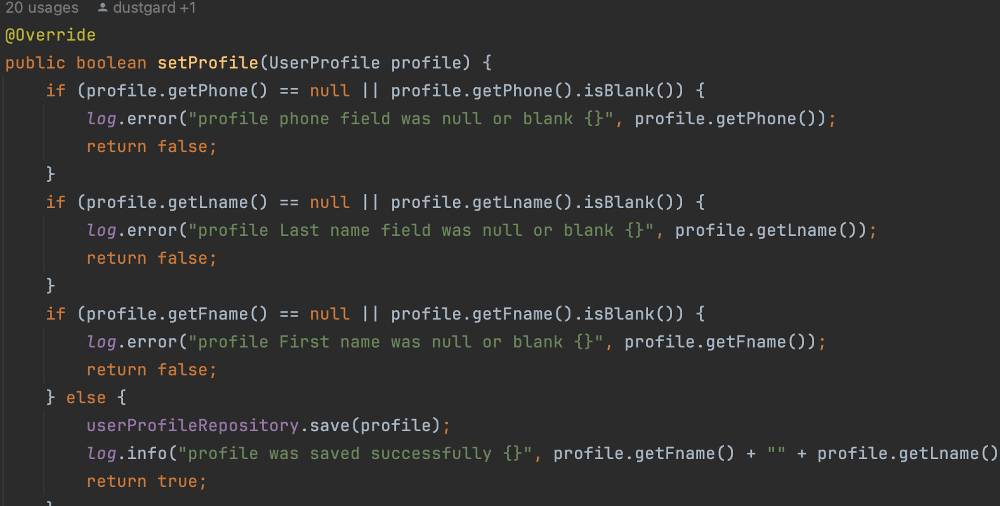 20 usages dustgard +1
@Override
public boolean setProfile(UserProfile profile) {
    if (profile.getPhone() == null || profile.getPhone().isBlank()) {
        log.error("profile phone field was null or blank {}", profile.getPhone());
        return false;
    }
    if (profile.getLname() == null || profile.getLname().isBlank()) {
        log.error("profile Last name field was null or blank {}", profile.getLname());
        return false;
    }
    if (profile.getFname() == null || profile.getFname().isBlank()) {
        log.error("profile First name was null or blank {}", profile.getFname());
        return false;
    } else {
        userProfileRepository.save(profile);
        log.info("profile was saved successfully {}", profile.getFname() + "" + profile.getLname()
        return true;
    }